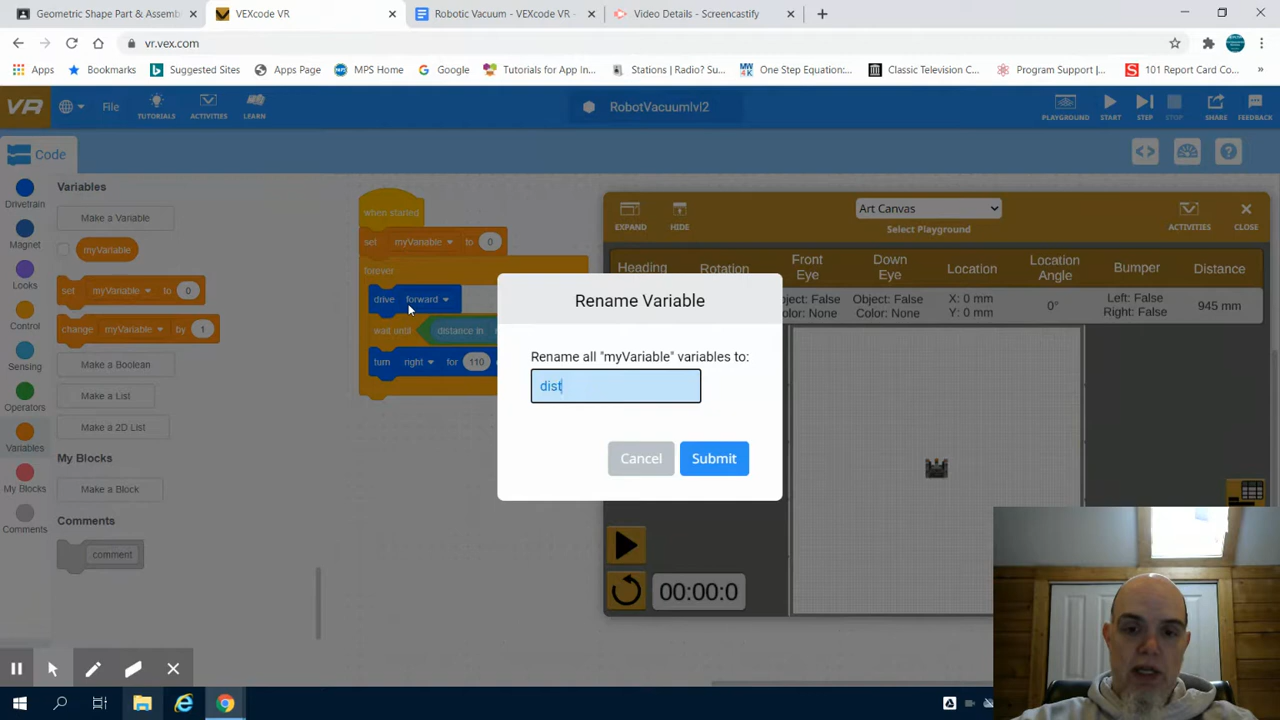 Geometric Shape Part & Assemb
VEXcode VR
Robotic Vacuum - VEXcode VR -
Video Details - Screencastify
vr.vex.com
Apps
Bookmarks
Suggested Sites
Apps Page
MPS Home
Google
Tutorials for App In...
Stations | Radio? Su...
One Step Equation:...
Classic Television C...
Program Support |...
101 Report Card Co...
»
VR
File
TUTORIALS
ACTIVITIES
LEARN
RobotVacuumlvl2
PLAYGROUND
START
STEP
STOP
SHARE
FEEDBACK
Code
Drivetrain
Magnet
Looks
Events
Control
Sensing
Operators
Variables
My Blocks
Comments
Variables
Make a Variable
myVariable
set myVariable to 0
change myVariable by 1
Make a Boolean
Make a List
Make a 2D List
My Blocks
Make a Block
Comments
comment
when started
set myVariable to 0
forever
drive forward
wait until distance in
turn right for 110
EXPAND
HIDE
Art Canvas
Select Playground
ACTIVITIES
CLOSE
Heading
Rotation
Front Eye
Down Eye
Location
Location Angle
Bumper
Distance
Object: False
Color: None
Object: False
Color: None
X: 0 mm
Y: 0 mm
0°
Left: False
Right: False
945 mm
Rename Variable
Rename all "myVariable" variables to:
dist
Cancel
Submit
00:00:0